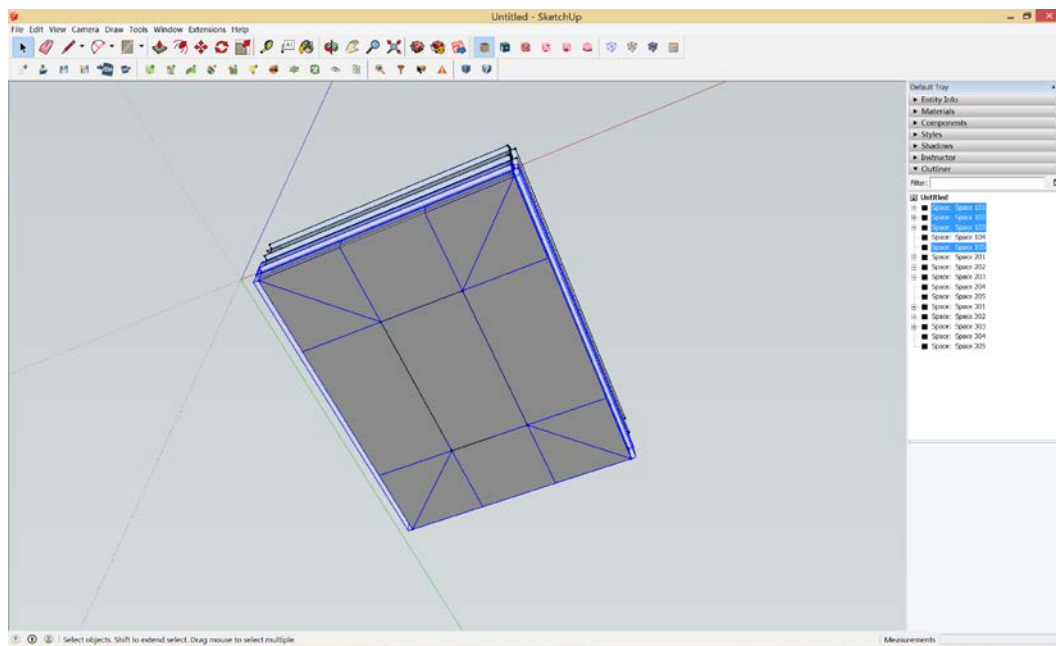 Untitled - SketchUp
File Edit View Camera Draw Tools Window Extensions Help
Default Tray
Entity Info
Materials
Components
Styles
Shadows
Instructor
Outliner
Filter:
Untitled
Space: Space 101
Space: Space 102
Space: Space 103
Space: Space 104
Space: Space 105
Space: Space 201
Space: Space 202
Space: Space 203
Space: Space 204
Space: Space 205
Space: Space 301
Space: Space 302
Space: Space 303
Space: Space 304
Space: Space 305
Select objects. Shift to extend select. Drag mouse to select multiple
Measurements